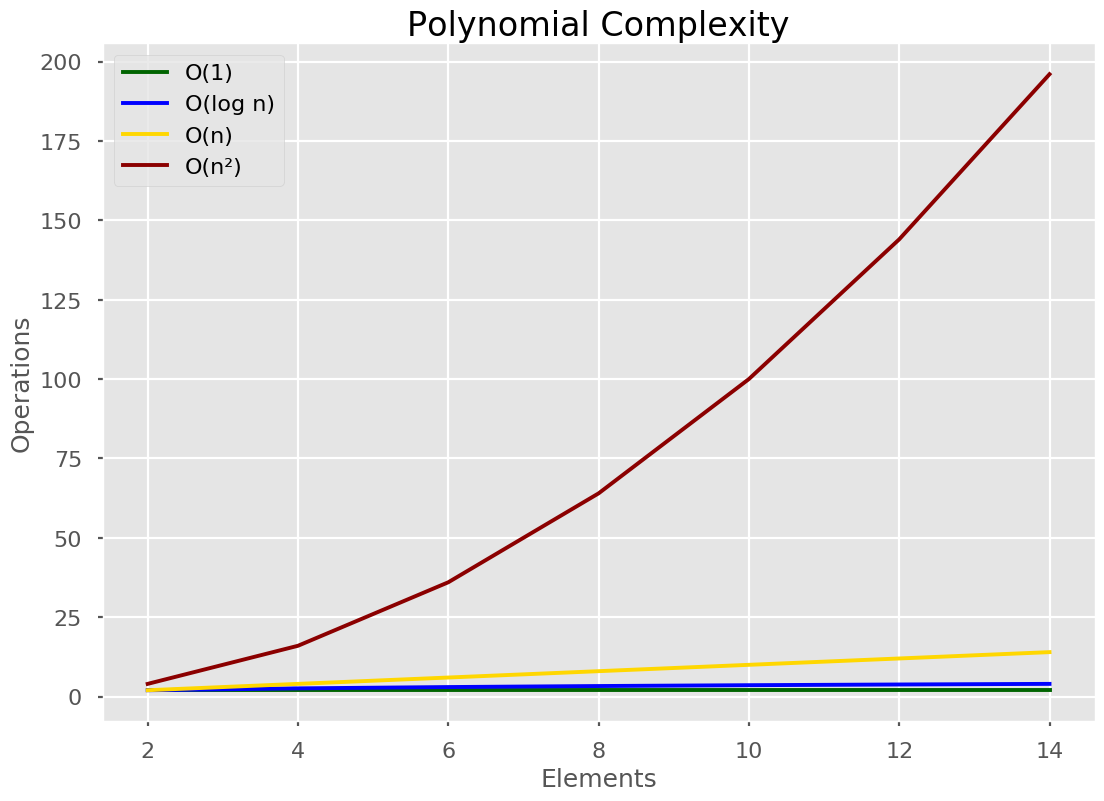 Polynomial Complexity
O(1)
O(log n)
O(n)
O(n²)
200
175
150
125
100
75
50
25
0
Operations
2 4 6 8 10 12 14
Elements